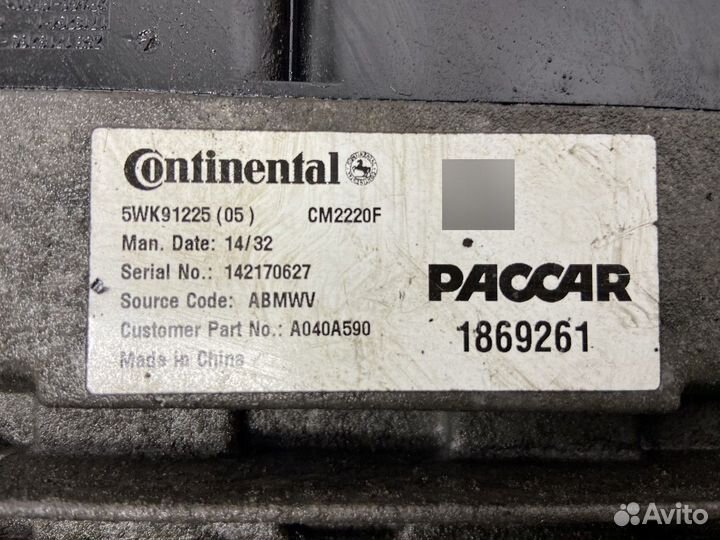 Continental
5WK91225 (05) CM2220F
Man. Date: 14/32
Serial No.: 142170627
Source Code: ABMWV
Customer Part No.: A040A590
Made in China
PACCAR
1869261
Avito